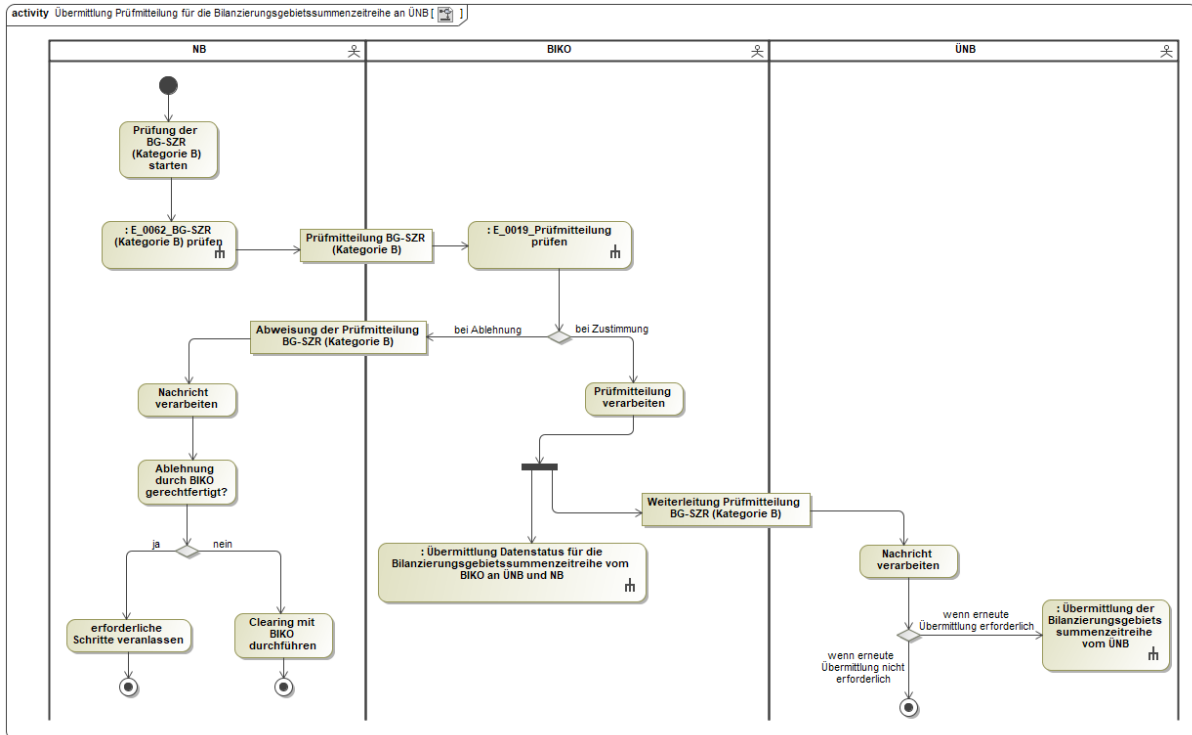 activity Übermittlung Prüfmitteilung für die Bilanzierungsgebietssummenzeitreihe an ÜNB [ ]
NB
BIKO
ÜNB
Prüfung der
BG-SZR
(Kategorie B)
starten
: E_0062_BG-SZR
(Kategorie B) prüfen
Prüfmitteilung BG-SZR
(Kategorie B)
: E_0019_Prüfmitteilung
prüfen
Abweisung der Prüfmitteilung
BG-SZR (Kategorie B)
bei Ablehnung
bei Zustimmung
Nachricht
verarbeiten
Prüfmitteilung
verarbeiten
Ablehnung
durch BIKO
gerechtfertigt?
Weiterleitung Prüfmitteilung
BG-SZR (Kategorie B)
ja
nein
: Übermittlung Datenstatus für die
Bilanzierungsgebietssummenzeitreihe vom
BIKO an ÜNB und NB
Nachricht
verarbeiten
erforderliche
Schritte veranlassen
Clearing mit
BIKO
durchführen
wenn erneute
Übermittlung erforderlich
: Übermittlung der
Bilanzierungsgebiets
summenzeitreihe
vom ÜNB
wenn erneute
Übermittlung nicht
erforderlich